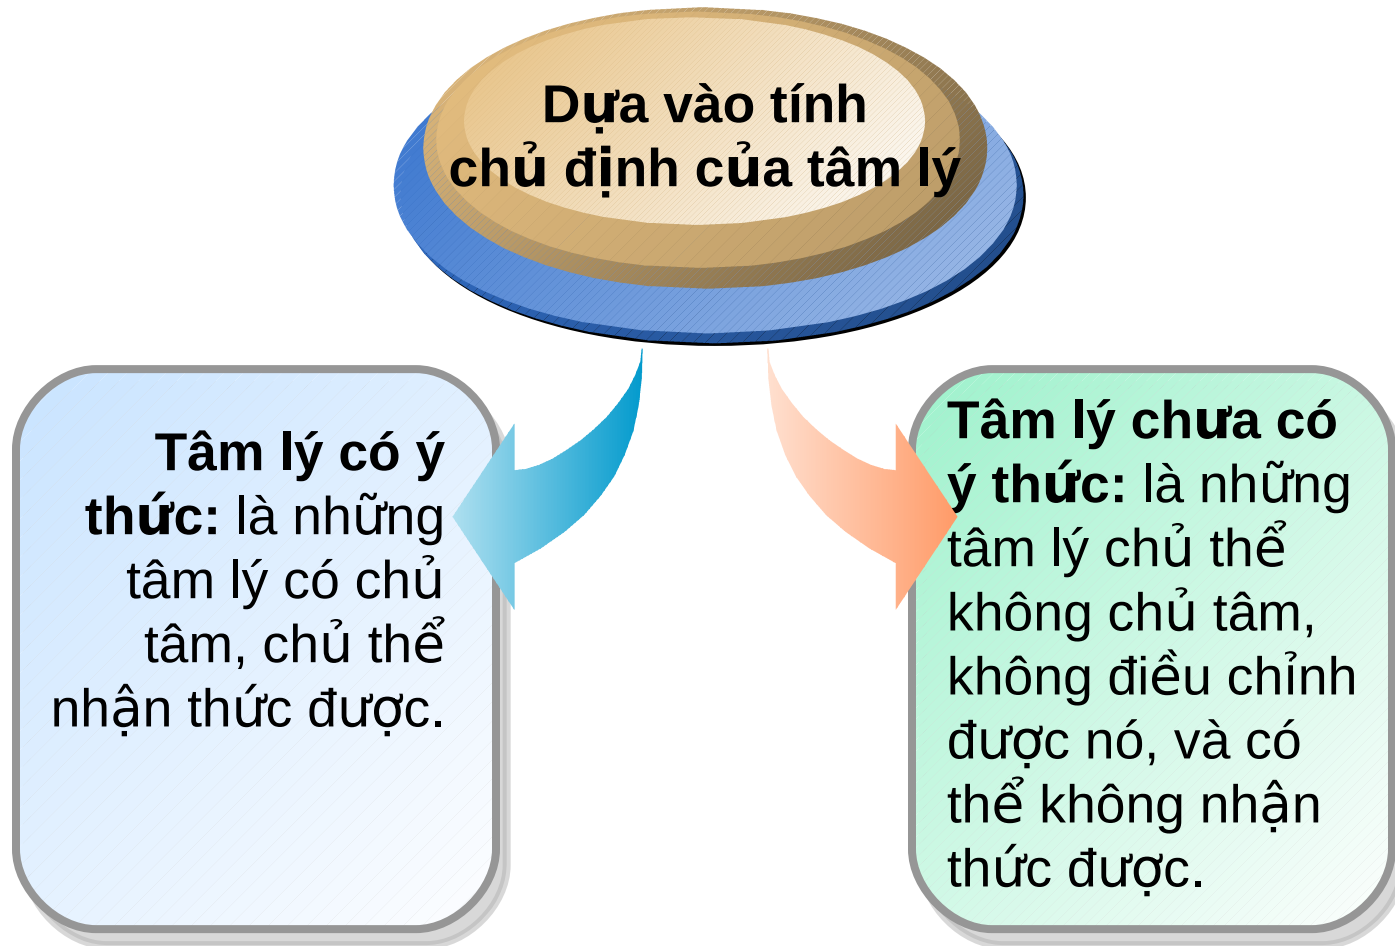 Dựa vào tính
chủ định của tâm lý
Tâm lý có ý
thức: là những
tâm lý có chủ
tâm, chủ thể
nhận thức được.
Tâm lý chưa có
ý thức: là những
tâm lý chủ thể
không chủ tâm,
không điều chỉnh
được nó, và có
thể không nhận
thức được.